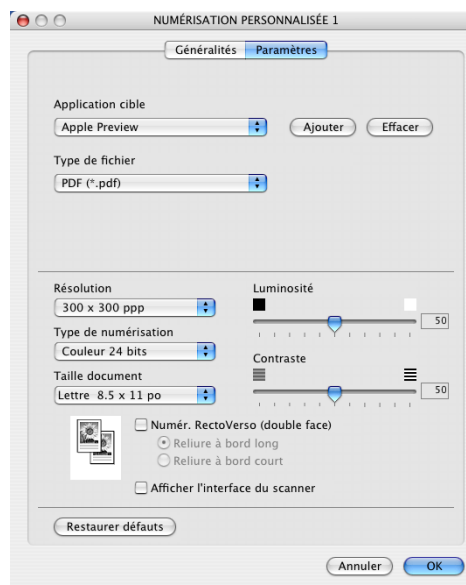 NUMÉRISATION PERSONNALISÉE 1
Généralités Paramètres
Application cible
Apple Preview Ajouter Effacer
Type de fichier
PDF (*.pdf)
Résolution Luminosité
300 x 300 ppp
50
Type de numérisation
Couleur 24 bits
Contraste
Taille document
Lettre 8.5 x 11 po 50
Numér. RectoVerso (double face)
Reliure à bord long
Reliure à bord court
Afficher l'interface du scanner
Restaurer défauts
Annuler OK